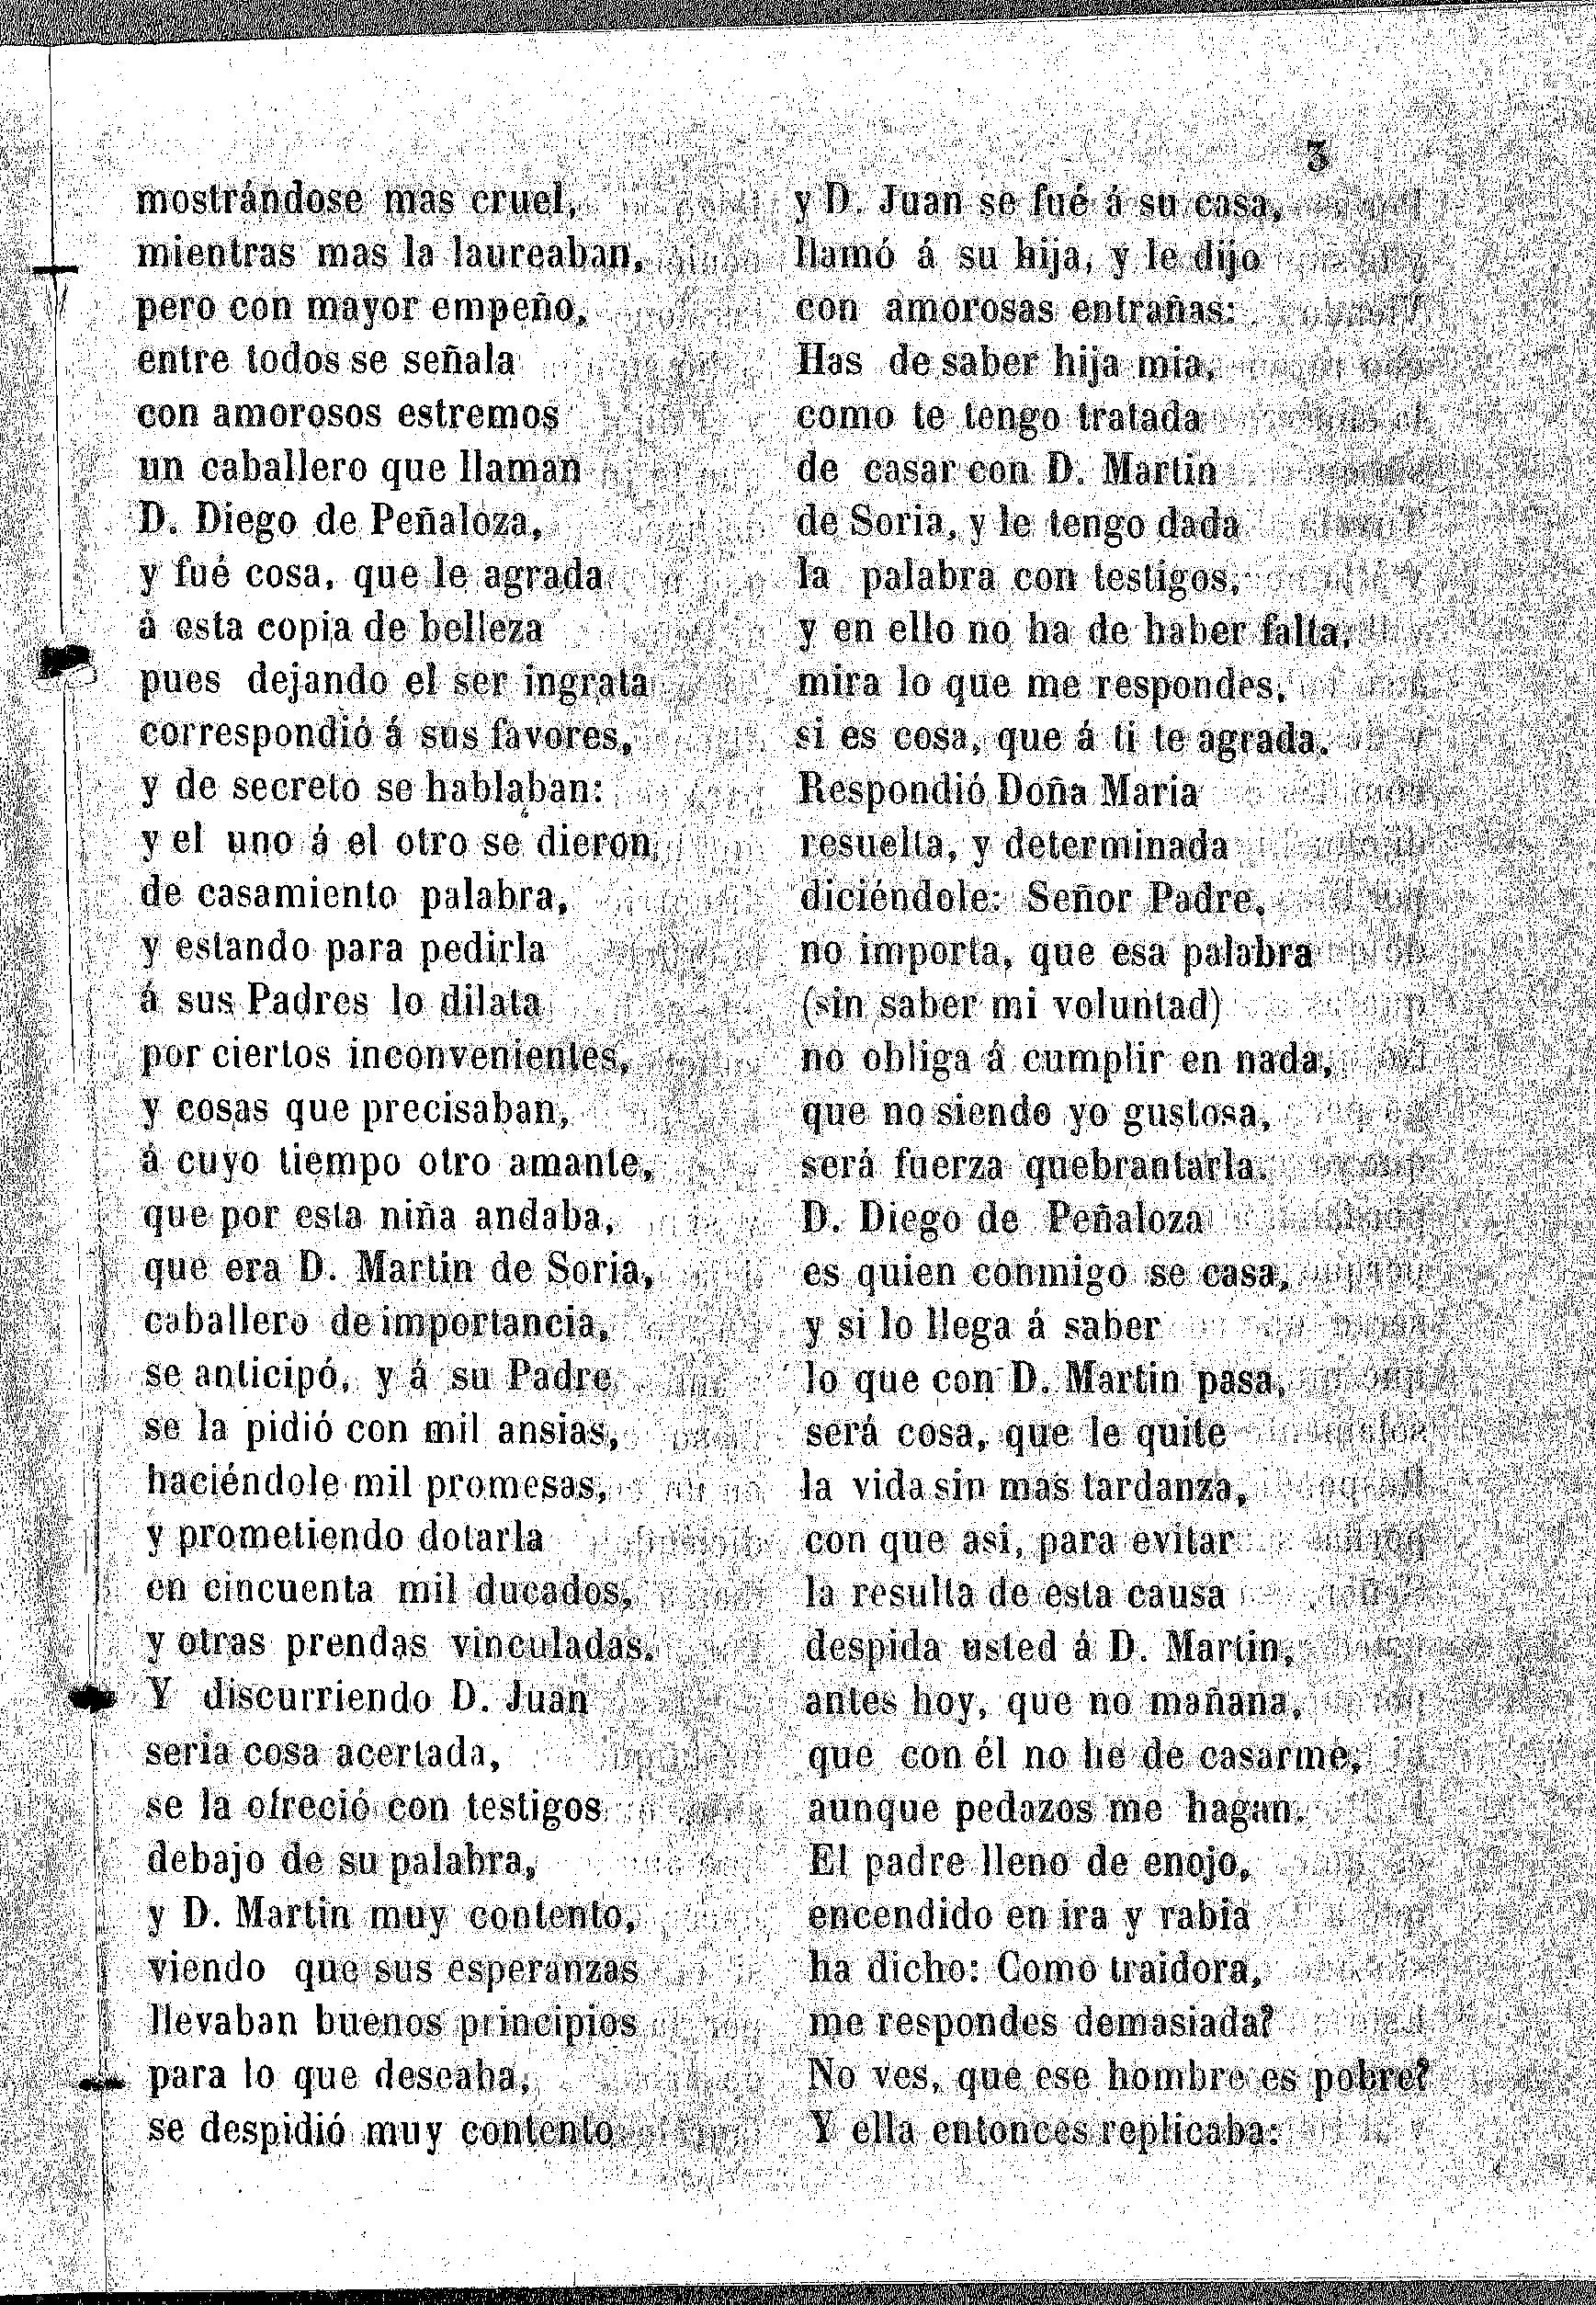 3
mostrándose mas cruel,
mientras mas la laureaban,
pero con mayor empeño,
entre todos se señala
con amorosos estremos
un caballero que llaman
D. Diego de Peñaloza,
y fué cosa, que le agrada
á esta copia de belleza
pues dejando el ser ingrata
correspondió á sus favores,
y de secreto se hablaban:
y el uno á el otro se dieron
de casamiento palabra,
y estando para pedirla
á sus Padres lo dilata
por ciertos inconvenientes,
y cosas que precisaban,
á cuyo tiempo otro amante,
que por esta niña andaba,
que era D. Martin de Soria,
caballero de importancia,
se anticipó, y á su Padre
se la pidió con mil ansias,
haciéndole mil promesas,
y prometiendo dotarla
en cincuenta mil ducados,
y otras prendas vinculadas.
Y discurriendo D. Juan
seria cosa acertada,
se la ofreció con testigos
debajo de su palabra,
y D. Martin muy contento,
viendo que sus esperanzas
llevaban buenos principios
para lo que deseaba,
se despidió muy contento
y D. Juan se fué á su casa,
llamó á su hija, y le dijo
con amorosas entrañas:
Has de saber hija mia,
como te tengo tratada
de casar con D. Martin
de Soria, y le tengo dada
la palabra con testigos,
y en ello no ha de haber falta,
mira lo que me respondes,
si es cosa, que á ti te agrada.
Respondió Doña Maria
resuelta, y determinada
diciéndole: Señor Padre,
no importa, que esa palabra
(sin saber mi voluntad)
no obliga á cumplir en nada,
que no siendo yo gustosa,
será fuerza quebrantarla.
D. Diego de Peñaloza
es quien conmigo se casa,
y si lo llega á saber
lo que con D. Martin pasa,
será cosa, que le quite
la vida sin mas tardanza,
con que asi, para evitar
la resulta de esta causa
despida usted á D. Martin,
antes hoy, que no mañana,
que con él no he de casarme,
aunque pedazos me hagan.
El padre lleno de enojo,
encendido en ira y rabia
ha dicho: Como traidora,
me respondes demasiada?
No ves, que ese hombre es pobre?
Y ella entonces replicaba: